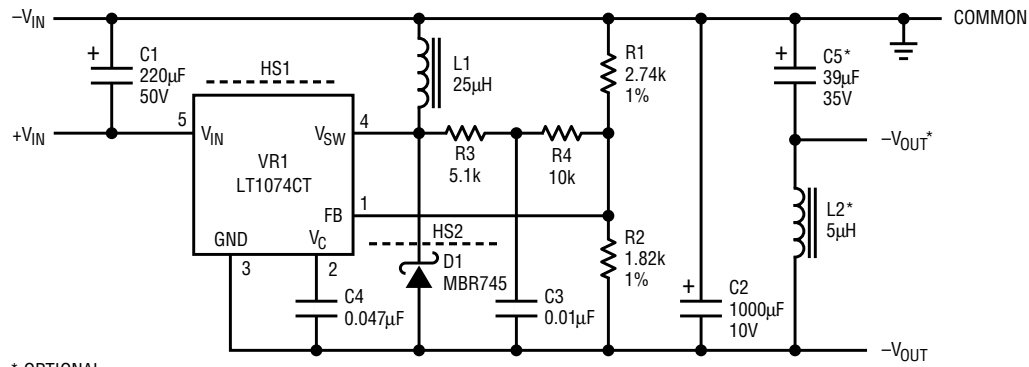 –VIN
COMMON
+
C1
220µF
50V
HS1
L1
25µH
R1
2.74k
1%
+
C5*
39µF
35V
+VIN
5
VIN
VSW
4
R3
5.1k
R4
10k
–VOUT*
VR1
LT1074CT
FB
1
L2*
5µH
GND
VC
HS2
R2
1.82k
1%
3
2
D1
MBR745
C4
0.047µF
C3
0.01µF
+
C2
1000µF
10V
–VOUT
* OPTIONAL